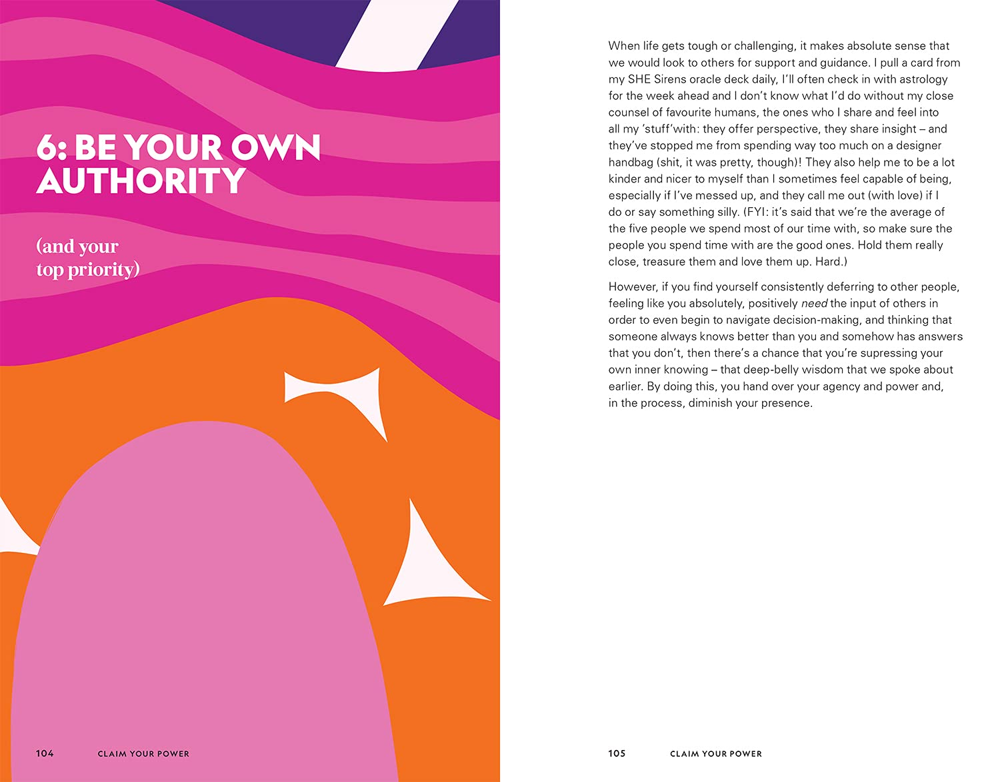 6: BE YOUR OWN
AUTHORITY
(and your
top priority)
104 CLAIM YOUR POWER
When life gets tough or challenging, it makes absolute sense that
we would look to others for support and guidance. I pull a card from
my SHE Sirens oracle deck daily, I’ll often check in with astrology
for the week ahead and I don’t know what I’d do without my close
counsel of favourite humans, the ones who I share and feel into
all my ’stuff’with: they offer perspective, they share insight – and
they’ve stopped me from spending way too much on a designer
handbag (shit, it was pretty, though)! They also help me to be a lot
kinder and nicer to myself than I sometimes feel capable of being,
especially if I’ve messed up, and they call me out (with love) if I
do or say something silly. (FYI: it’s said that we’re the average of
the five people we spend most of our time with, so make sure the
people you spend time with are the good ones. Hold them really
close, treasure them and love them up. Hard.)
However, if you find yourself consistently deferring to other people,
feeling like you absolutely, positively need the input of others in
order to even begin to navigate decision-making, and thinking that
someone always knows better than you and somehow has answers
that you don’t, then there’s a chance that you’re supressing your
own inner knowing – that deep-belly wisdom that we spoke about
earlier. By doing this, you hand over your agency and power and,
in the process, diminish your presence.
105 CLAIM YOUR POWER